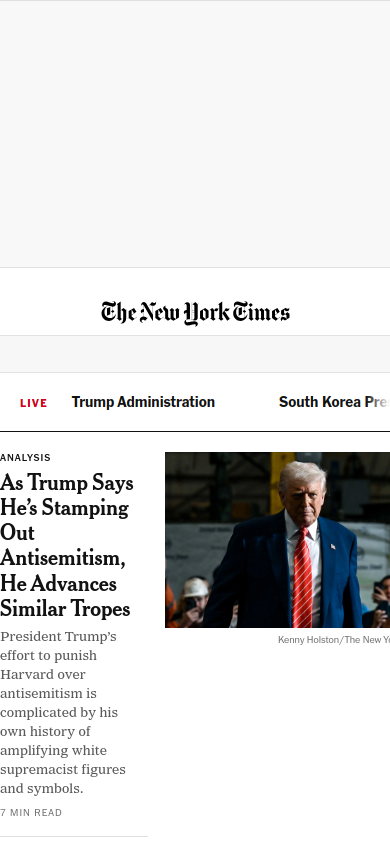 The New York Times
LIVE Trump Administration South Korea Pre
ANALYSIS
As Trump Says
He’s Stamping
Out
Antisemitism,
He Advances
Similar Tropes
President Trump’s
effort to punish
Harvard over
antisemitism is
complicated by his
own history of
amplifying white
supremacist figures
and symbols.
7 MIN READ
Kenny Holston/The New Yo